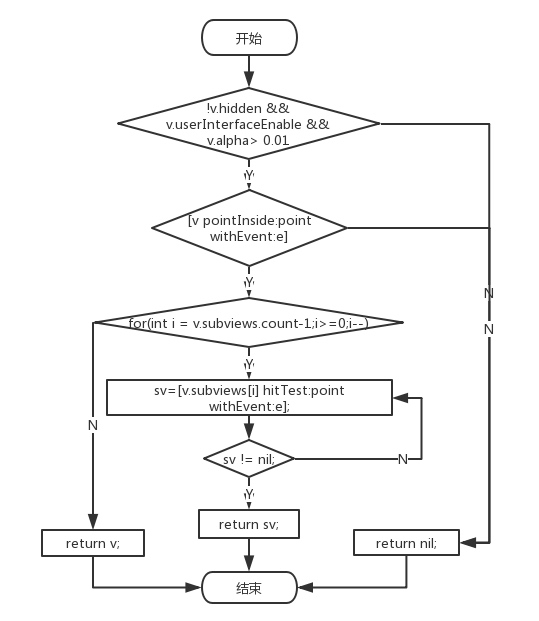 开始
!v.hidden &&
v.userInterfaceEnable &&
v.alpha> 0.01
Y
[v pointInside:point
withEvent:e]
Y
N
N
for(int i = v.subviews.count-1;i>=0;i--)
Y
sv=[v.subviews[i] hitTest:point
withEvent:e];
N
sv != nil;
N
Y
return sv;
return v;
return nil;
结束